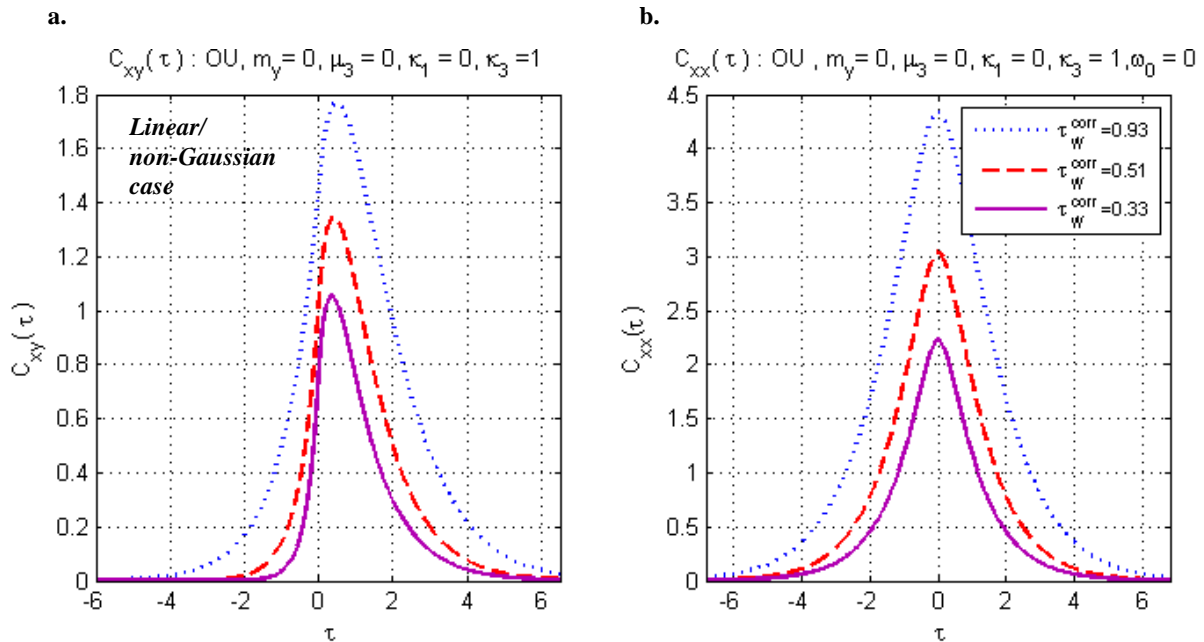 a.
C_xy(τ) : OU, m_y= 0, μ_3 = 0, κ_1 = 0, κ_3 =1
1.8
1.6
1.4
1.2
1
0.8
0.6
0.4
0.2
0
C_xy(τ)
Linear/
non-Gaussian
case
-6 -4 -2 0 2 4 6
τ
b.
C_xx(τ) : OU , m_y= 0, μ_3 = 0, κ_1 = 0, κ_3 = 1,ω_0 = 0
4.5
4
3.5
3
2.5
2
1.5
1
0.5
0
C_xx(τ)
τ_ψ^corr=0.93
τ_ψ^corr=0.51
τ_ψ^corr=0.33
-6 -4 -2 0 2 4 6
τ